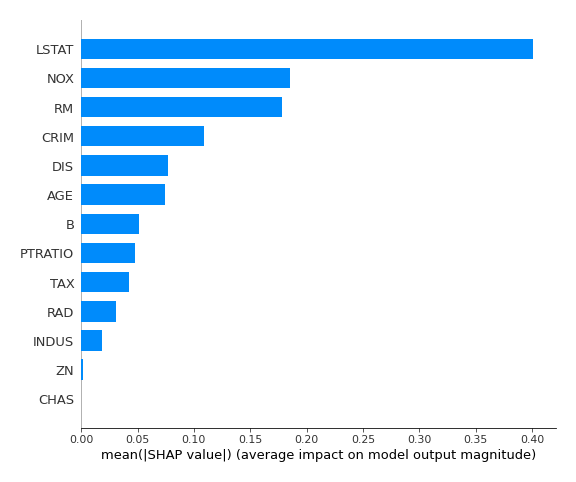 LSTAT
NOX
RM
CRIM
DIS
AGE
B
PTRATIO
TAX
RAD
INDUS
ZN
CHAS
0.00 0.05 0.10 0.15 0.20 0.25 0.30 0.35 0.40
mean(|SHAP value|) (average impact on model output magnitude)